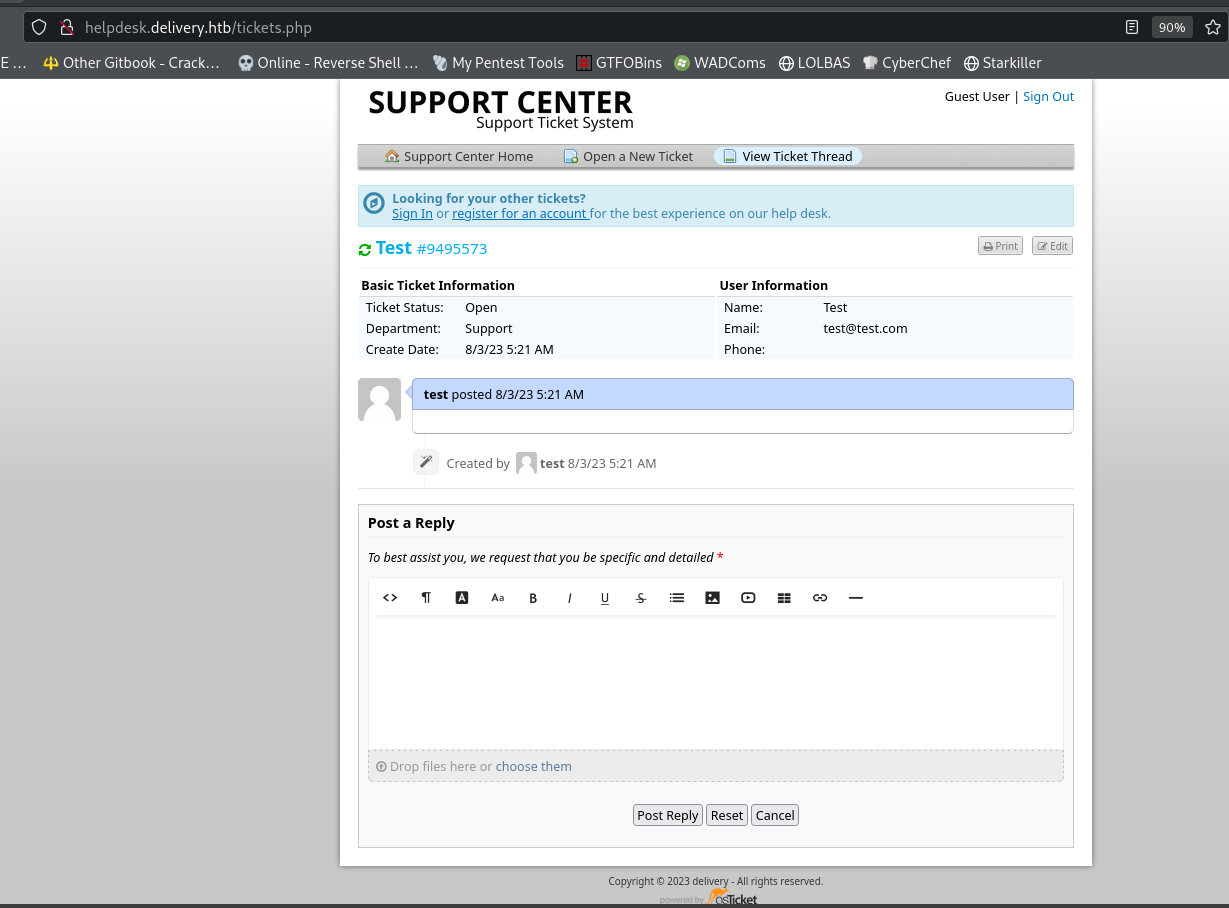 helpdesk.delivery.htb/tickets.php 90%
E ... Other Gitbook - Crack... Online - Reverse Shell ... My Pentest Tools GTFOBins WADComs LOLBAS CyberChef Starkiller
SUPPORT CENTER
Support Ticket System
Guest User | Sign Out
Support Center Home Open a New Ticket View Ticket Thread
Looking for your other tickets?
Sign In or register for an account for the best experience on our help desk.
Test #9495573 Print Edit
Basic Ticket Information User Information
Ticket Status: Open Name: Test
Department: Support Email: test@test.com
Create Date: 8/3/23 5:21 AM Phone:
test posted 8/3/23 5:21 AM
Created by test 8/3/23 5:21 AM
Post a Reply
To best assist you, we request that you be specific and detailed *
<> ¶ A Aa B I U S
Drop files here or choose them
Post Reply Reset Cancel
Copyright © 2023 delivery - All rights reserved.
powered by osTicket